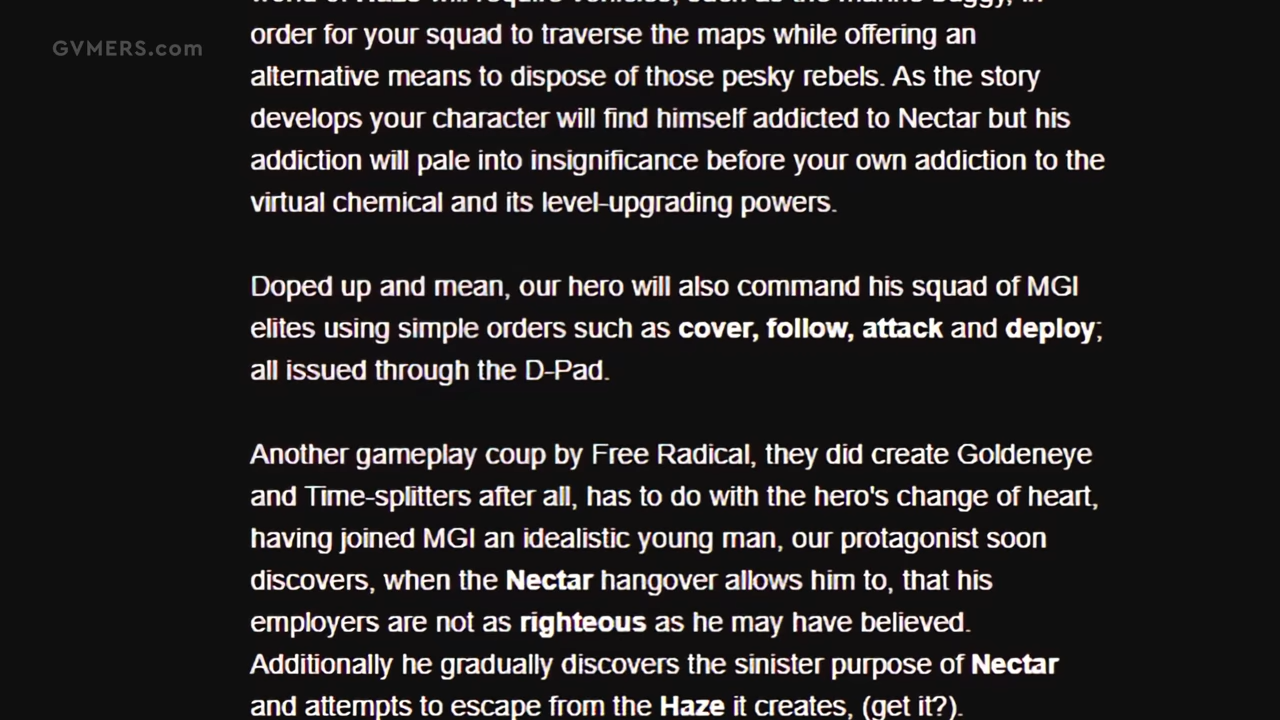 GVMERS.com
order for your squad to traverse the maps while offering an
alternative means to dispose of those pesky rebels. As the story
develops your character will find himself addicted to Nectar but his
addiction will pale into insignificance before your own addiction to the
virtual chemical and its level-upgrading powers.
Doped up and mean, our hero will also command his squad of MGI
elites using simple orders such as cover, follow, attack and deploy;
all issued through the D-Pad.
Another gameplay coup by Free Radical, they did create Goldeneye
and Time-splitters after all, has to do with the hero's change of heart,
having joined MGI an idealistic young man, our protagonist soon
discovers, when the Nectar hangover allows him to, that his
employers are not as righteous as he may have believed.
Additionally he gradually discovers the sinister purpose of Nectar
and attempts to escape from the Haze it creates, (get it?).